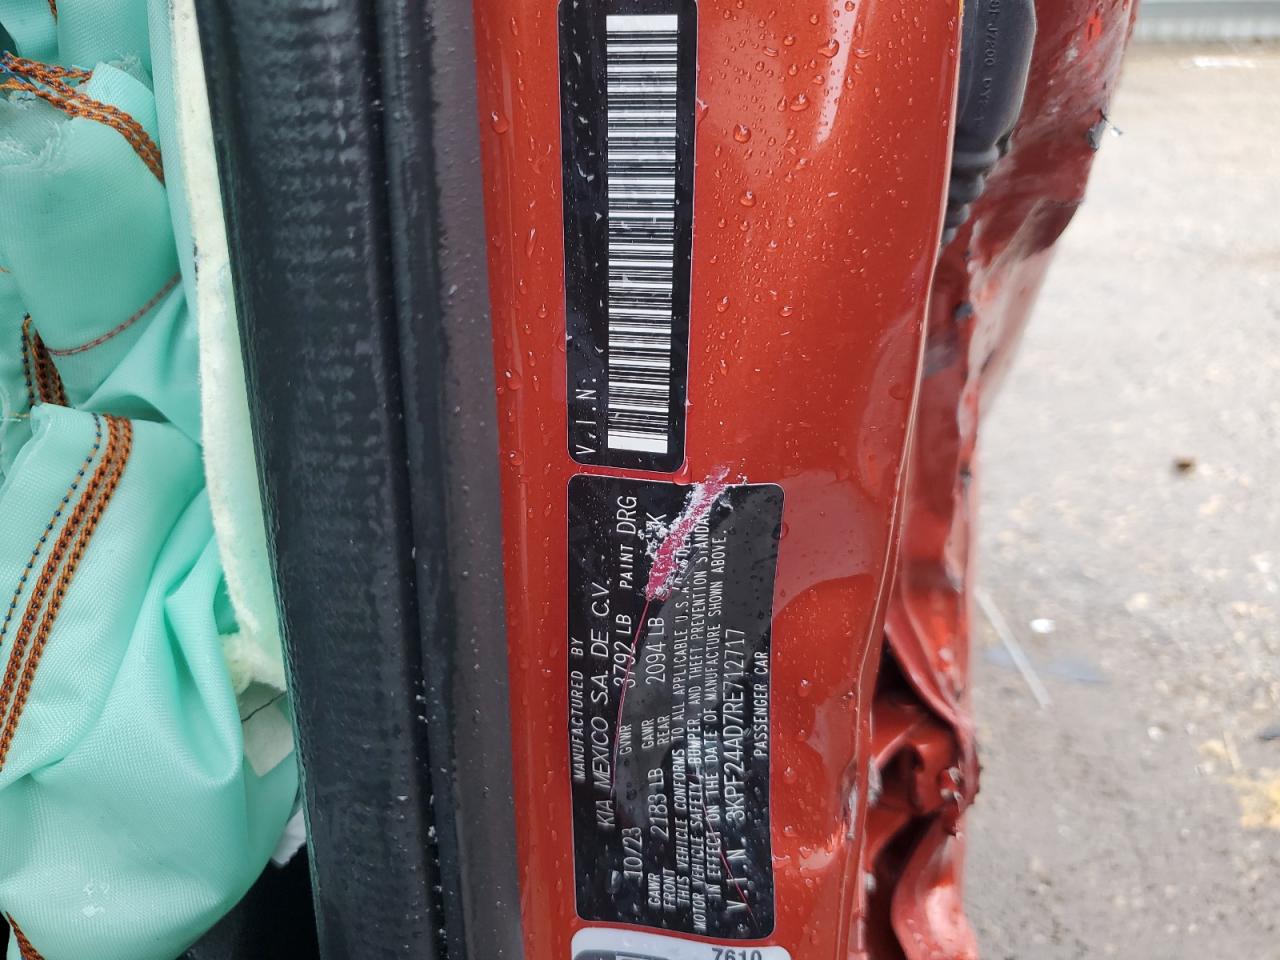 V.I.N:
MANUFACTURED BY
KIA MEXICO S.A. DE C.V.
10/23 GVWR 3792 LB PAINT DRG
GAWR FRONT 2183 LB GAWR REAR 2094 LB
THIS VEHICLE CONFORMS TO ALL APPLICABLE U.S.A.
MOTOR VEHICLE SAFETY, BUMPER, AND THEFT PREVENTION STANDARDS
IN EFFECT ON THE DATE OF MANUFACTURE SHOWN ABOVE.
V.I.N. 3KPF24AD7RE712717
PASSENGER CAR
7610